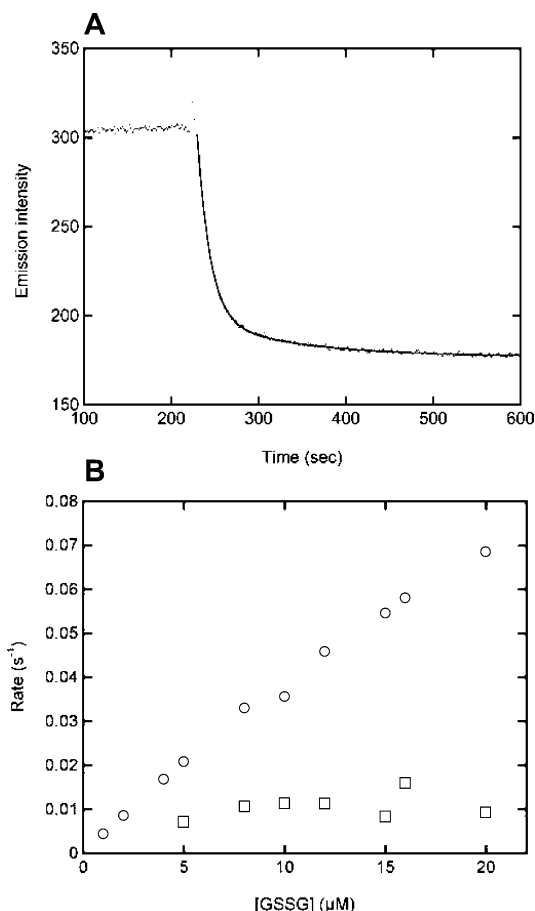 A
350
300
250
200
150
Emission intensity
100 200 300 400 500 600
Time (sec)
B
0.08
0.07
0.06
0.05
0.04
0.03
0.02
0.01
0
Rate (s⁻¹)
0 5 10 15 20
[GSSG] (µM)